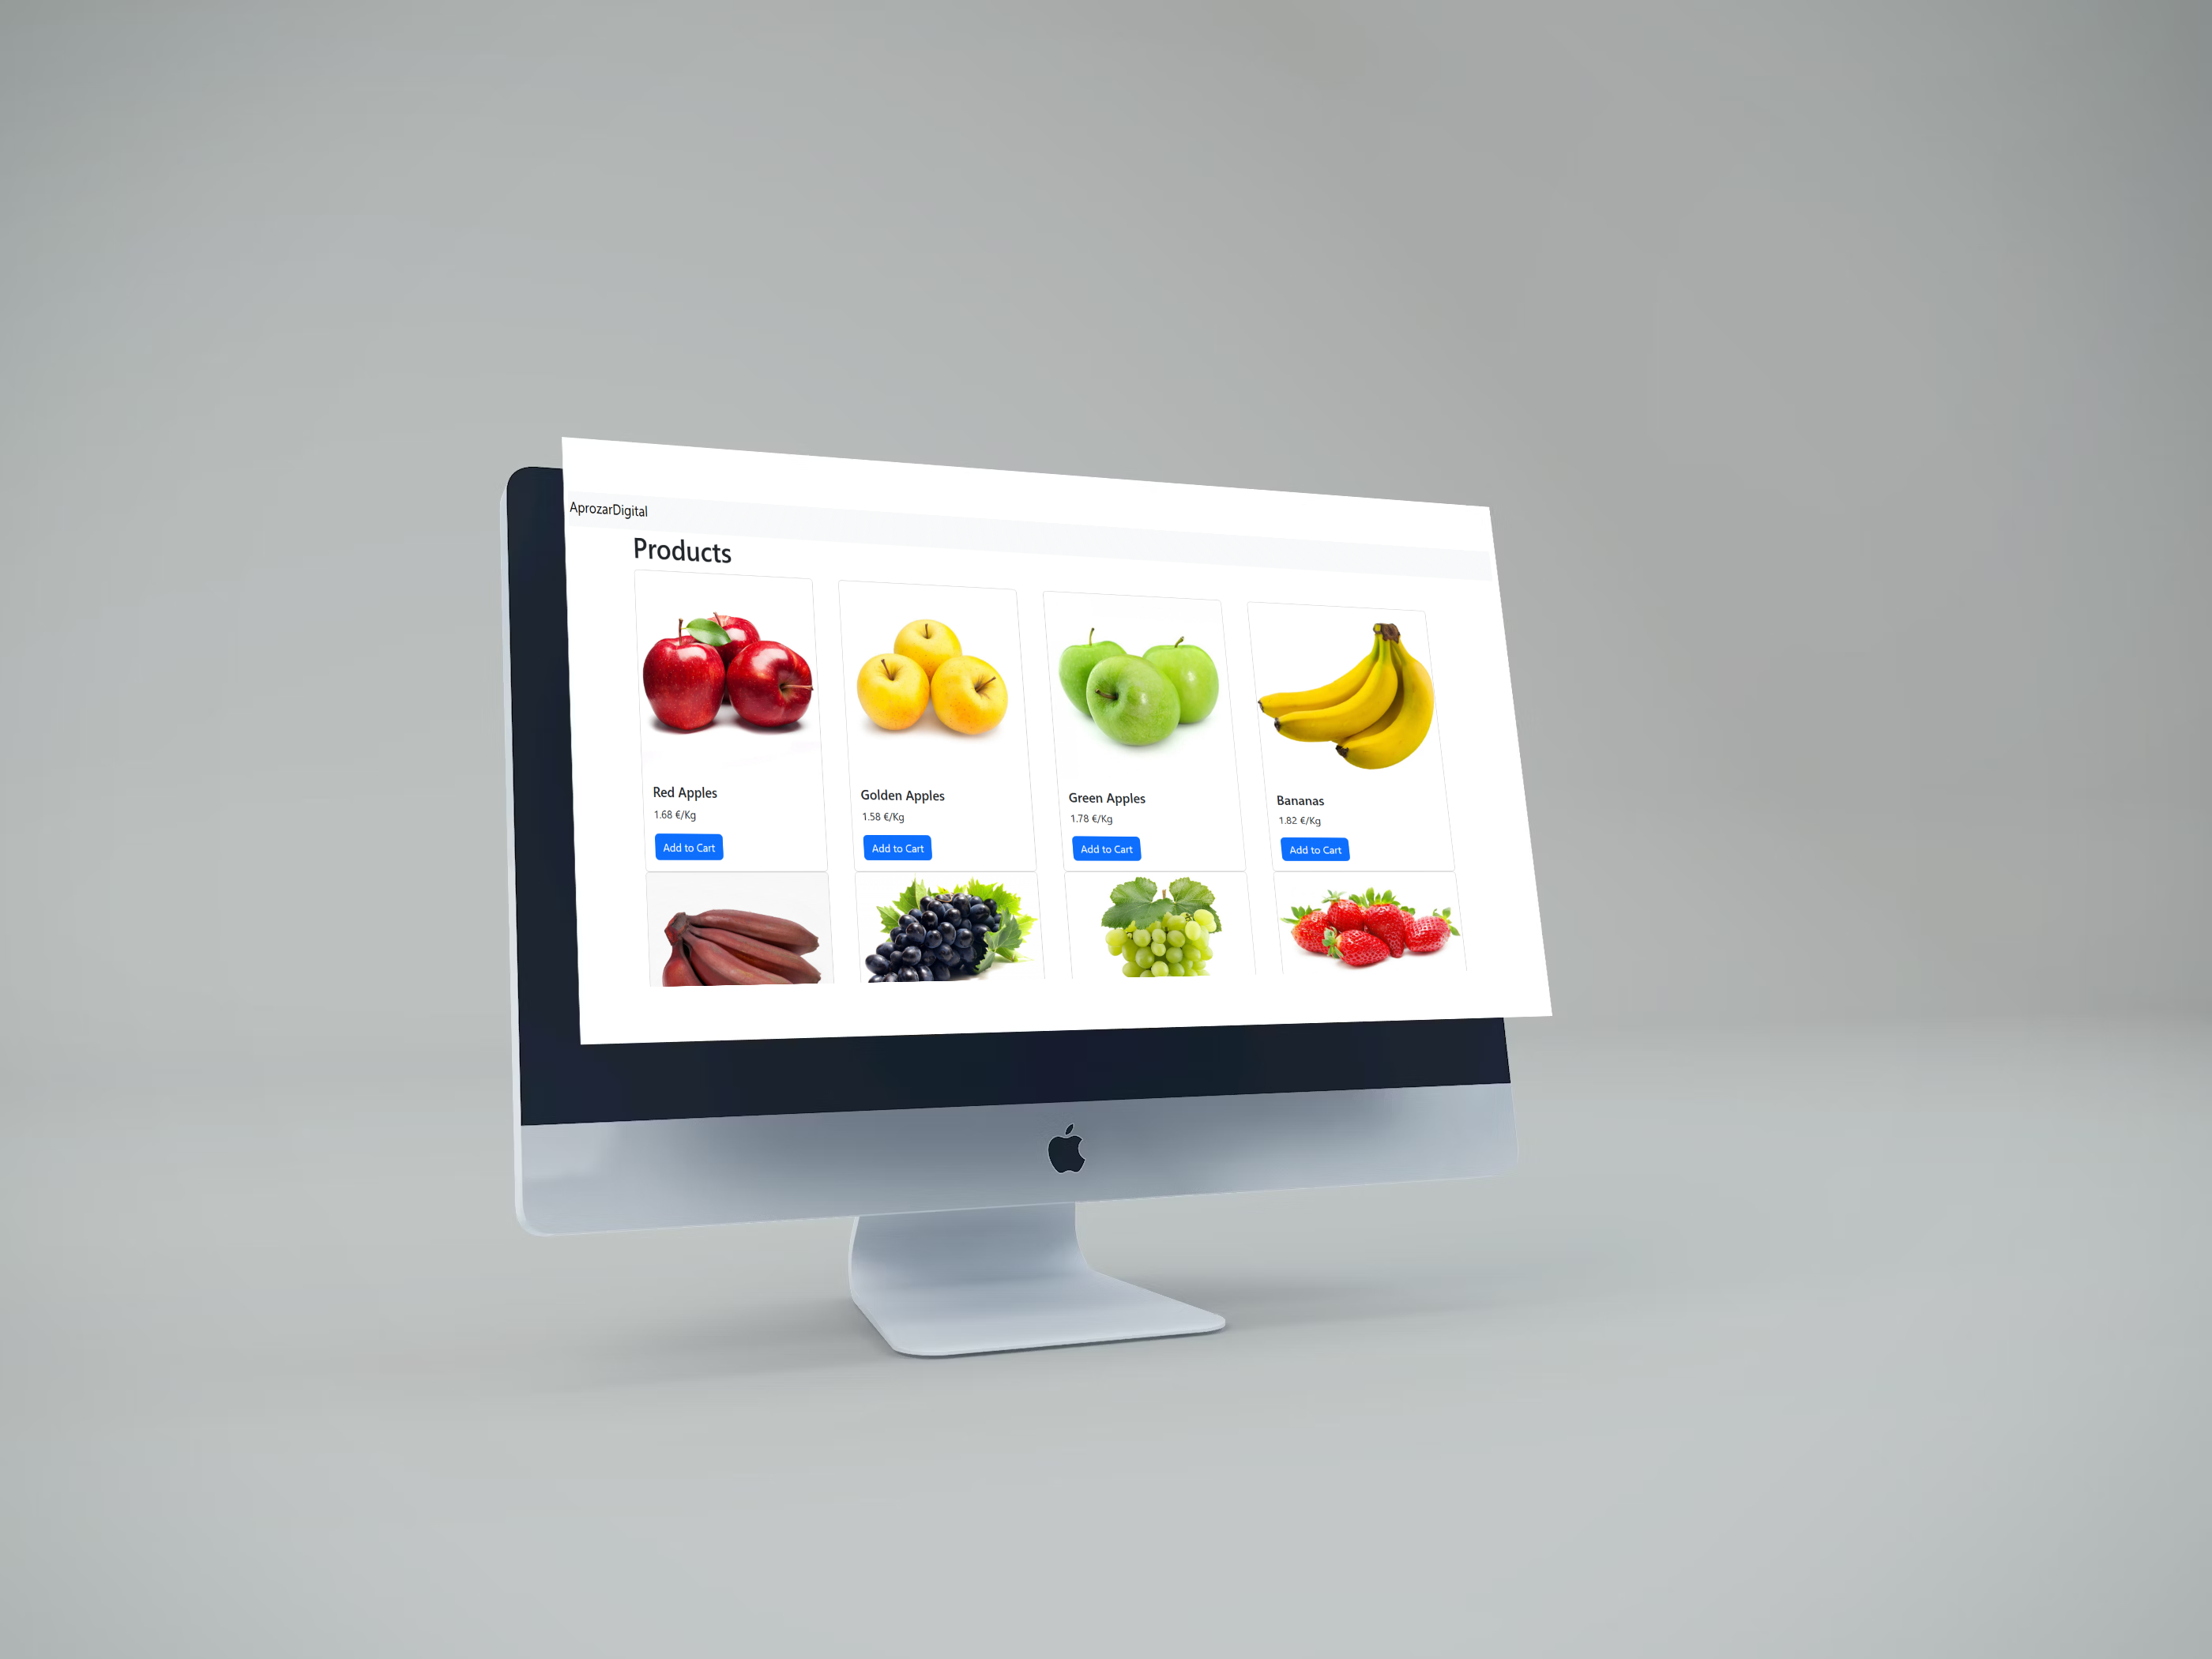 AprozarDigital
Products
Red Apples
1.68 €/Kg
Add to Cart
Golden Apples
1.58 €/Kg
Add to Cart
Green Apples
1.78 €/Kg
Add to Cart
Bananas
1.82 €/Kg
Add to Cart